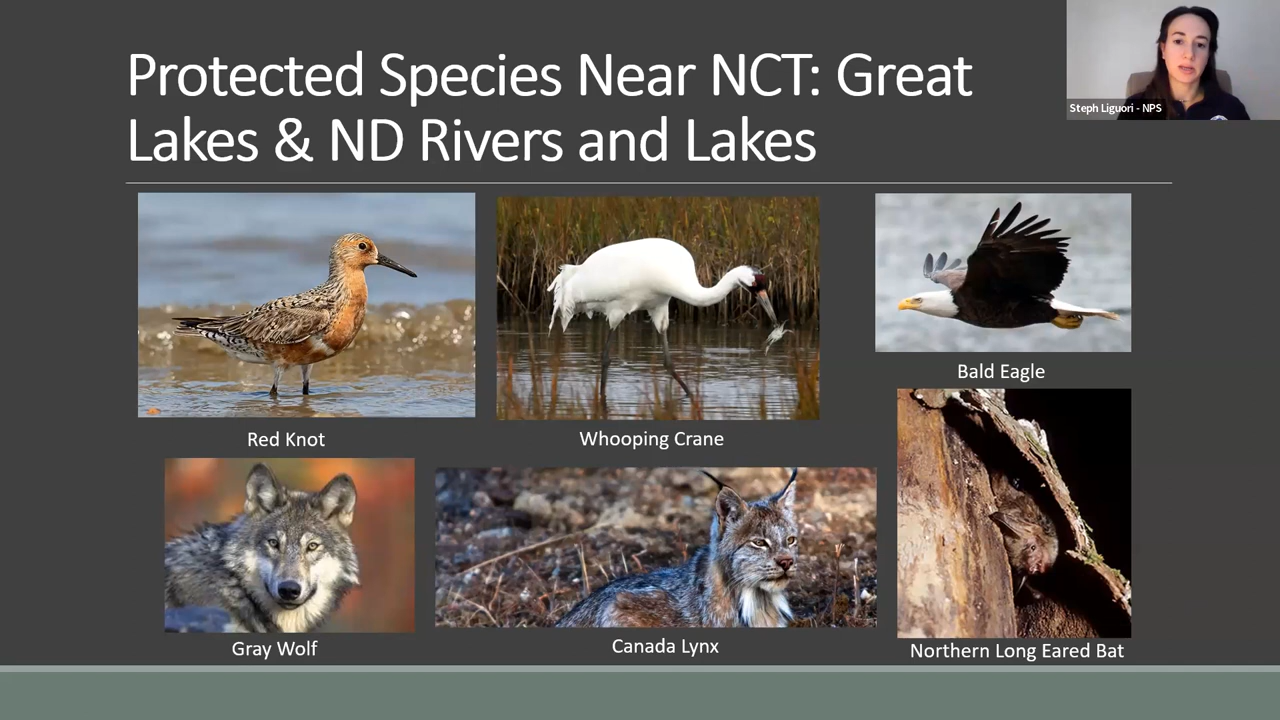 Protected Species Near NCT: Great
Lakes & ND Rivers and Lakes
Steph Liguori - NPS
Red Knot
Whooping Crane
Bald Eagle
Gray Wolf
Canada Lynx
Northern Long Eared Bat